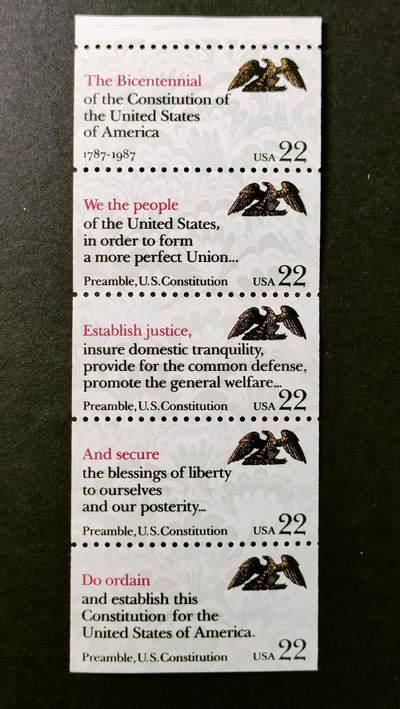 The Bicentennial
of the Constitution of
the United States
of America
1787-1987 USA 22
We the people
of the United States,
in order to form
a more perfect Union...
Preamble, U.S. Constitution USA 22
Establish justice,
insure domestic tranquility,
provide for the common defense,
promote the general welfare...
Preamble, U.S. Constitution USA 22
And secure
the blessings of liberty
to ourselves
and our posterity...
Preamble, U.S. Constitution USA 22
Do ordain
and establish this
Constitution for the
United States of America.
Preamble, U.S. Constitution USA 22